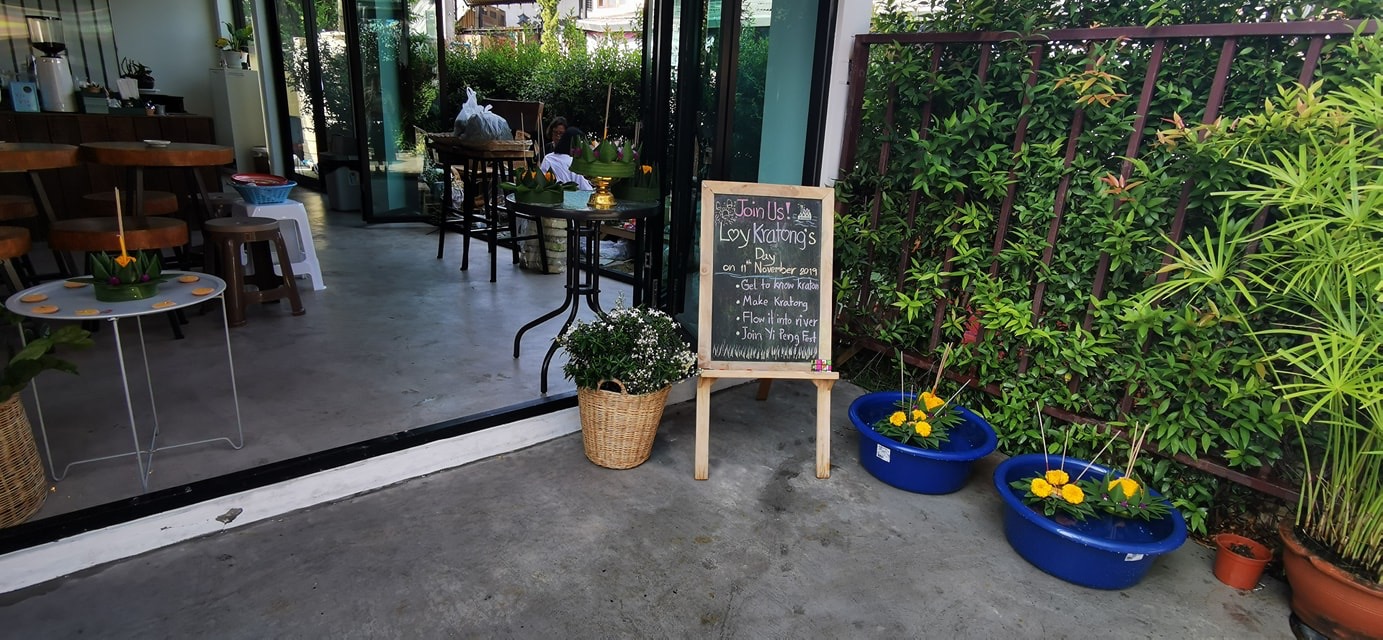 Join Us!
Loy Kratong's
Day
on 11th November 2019
• Get to know kraton
• Make Kratong
• Flow it into river
• Join Yi Peng Fest